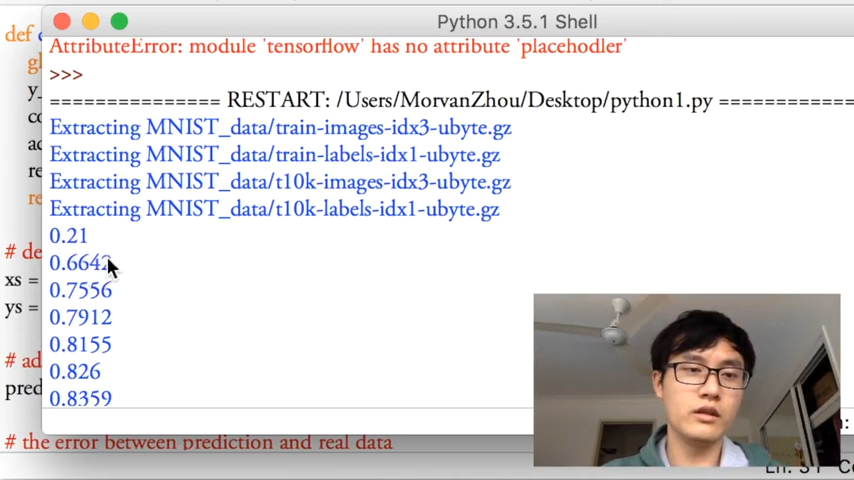 Python 3.5.1 Shell
def
AttributeError: module 'tensorflow' has no attribute 'placehodler'
>>>
=============== RESTART: /Users/MorvanZhou/Desktop/python1.py ============
Extracting MNIST_data/train-images-idx3-ubyte.gz
Extracting MNIST_data/train-labels-idx1-ubyte.gz
Extracting MNIST_data/t10k-images-idx3-ubyte.gz
Extracting MNIST_data/t10k-labels-idx1-ubyte.gz
0.21
0.6642
0.7556
0.7912
0.8155
0.826
0.8359
xs =
ys =
# the error between prediction and real data